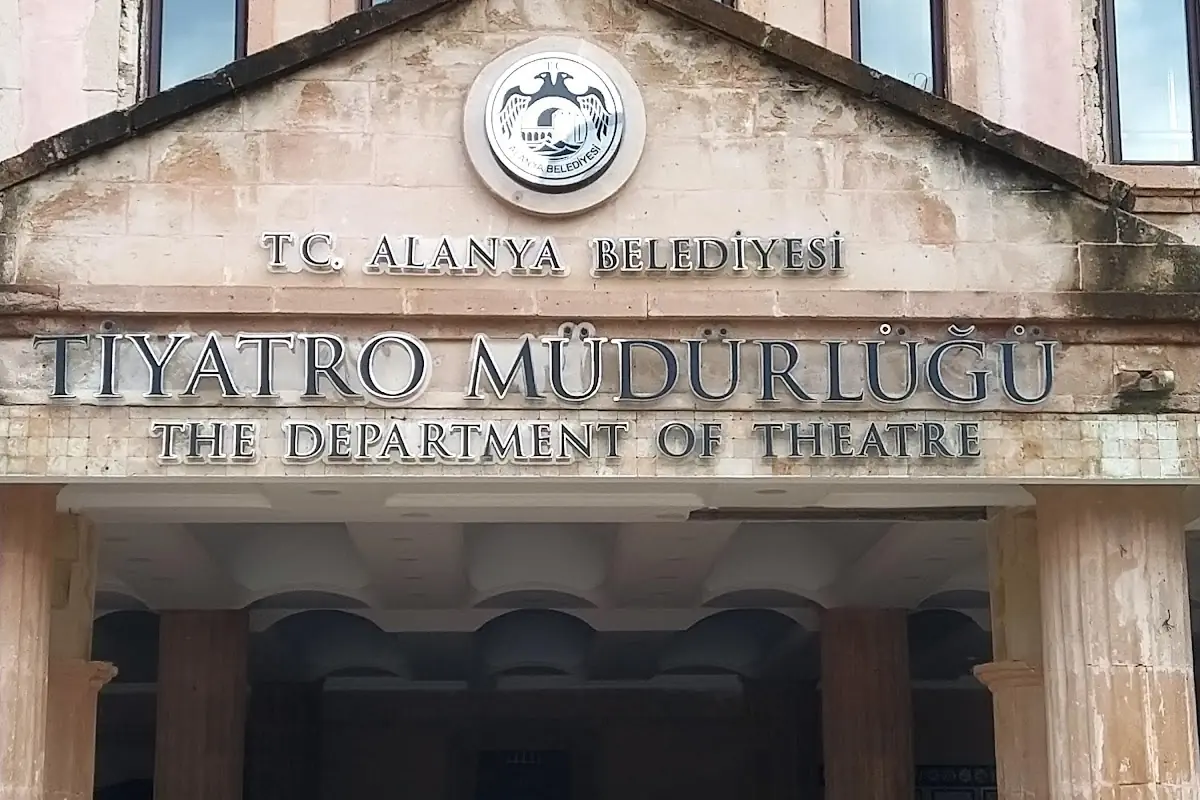 T.C.
ALANYA BELEDİYESİ
T.C. ALANYA BELEDİYESİ
TİYATRO MÜDÜRLÜĞÜ
THE DEPARTMENT OF THEATRE